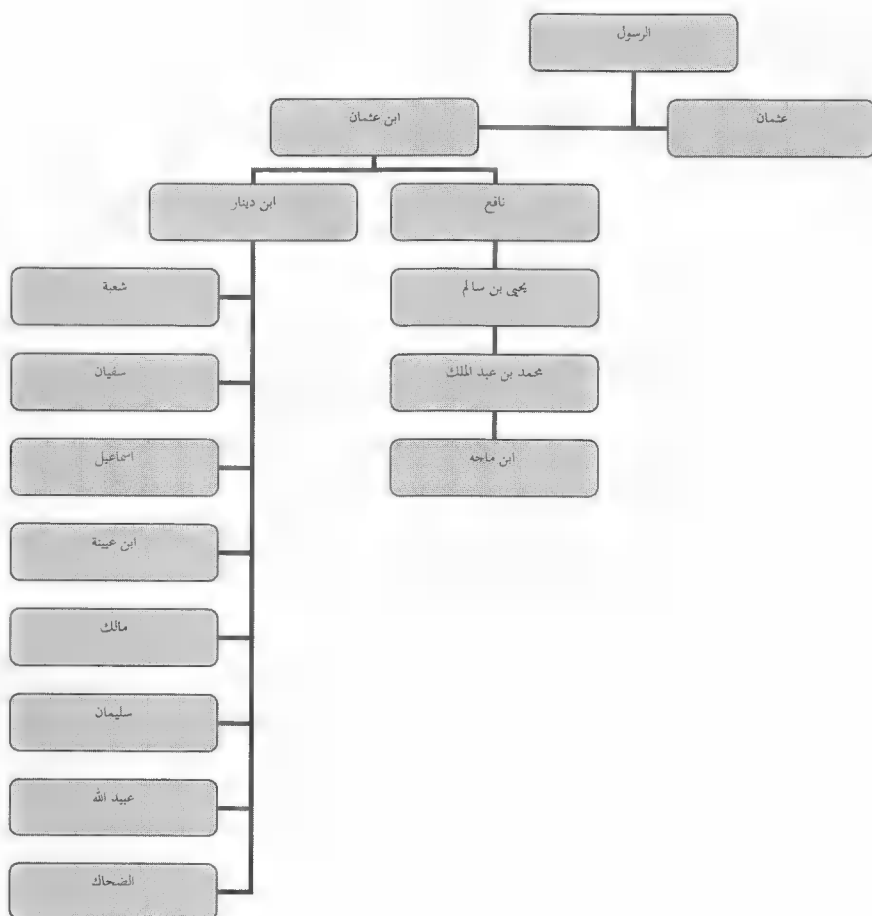 الرسول
عثمان
ابن عثمان
نافع
ابن دينار
يحيى بن سالم
شعبة
محمد بن عبد الملك
سفيان
ابن ماجه
اسماعيل
ابن عيينة
مالك
سليمان
عبيد الله
الضحاك